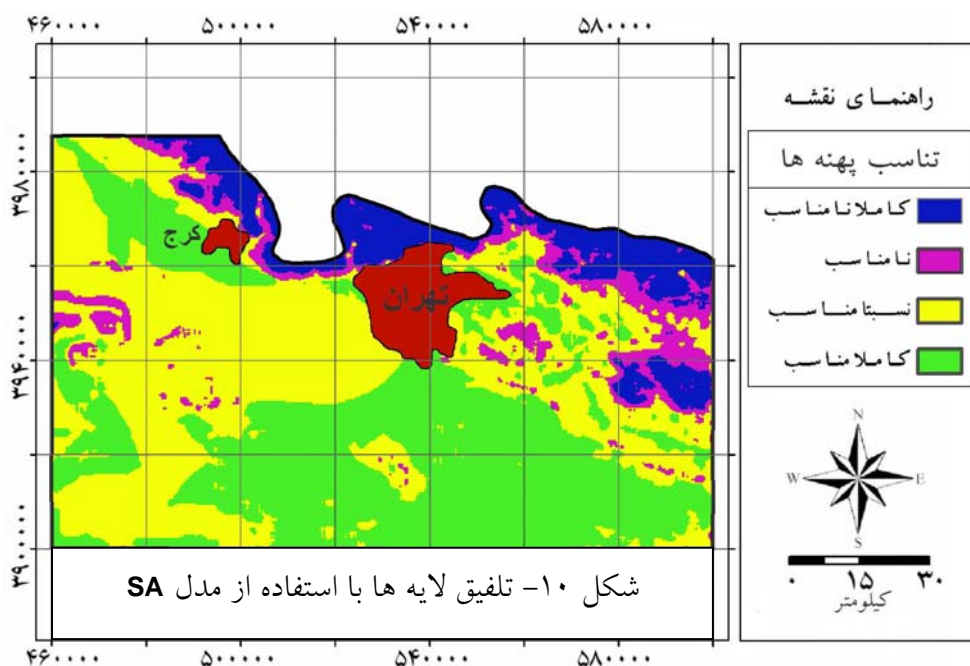 ۴۶۰۰۰۰ ۵۰۰۰۰۰ ۵۴۰۰۰۰ ۵۸۰۰۰۰
۳۹۸۰۰۰۰
۳۹۴۰۰۰۰
۳۹۰۰۰۰۰
کرج
تهران
شکل ۱۰- تلفیق لایه ها با استفاده از مدل SA
۴۶۰۰۰۰ ۵۰۰۰۰۰ ۵۴۰۰۰۰ ۵۸۰۰۰۰
راهنمای نقشه
تناسب پهنه ها
کاملا نامناسب
نامناسب
نسبتا مناسب
کاملا مناسب
N
W E
S
۰ ۱۵ ۳۰
کیلومتر